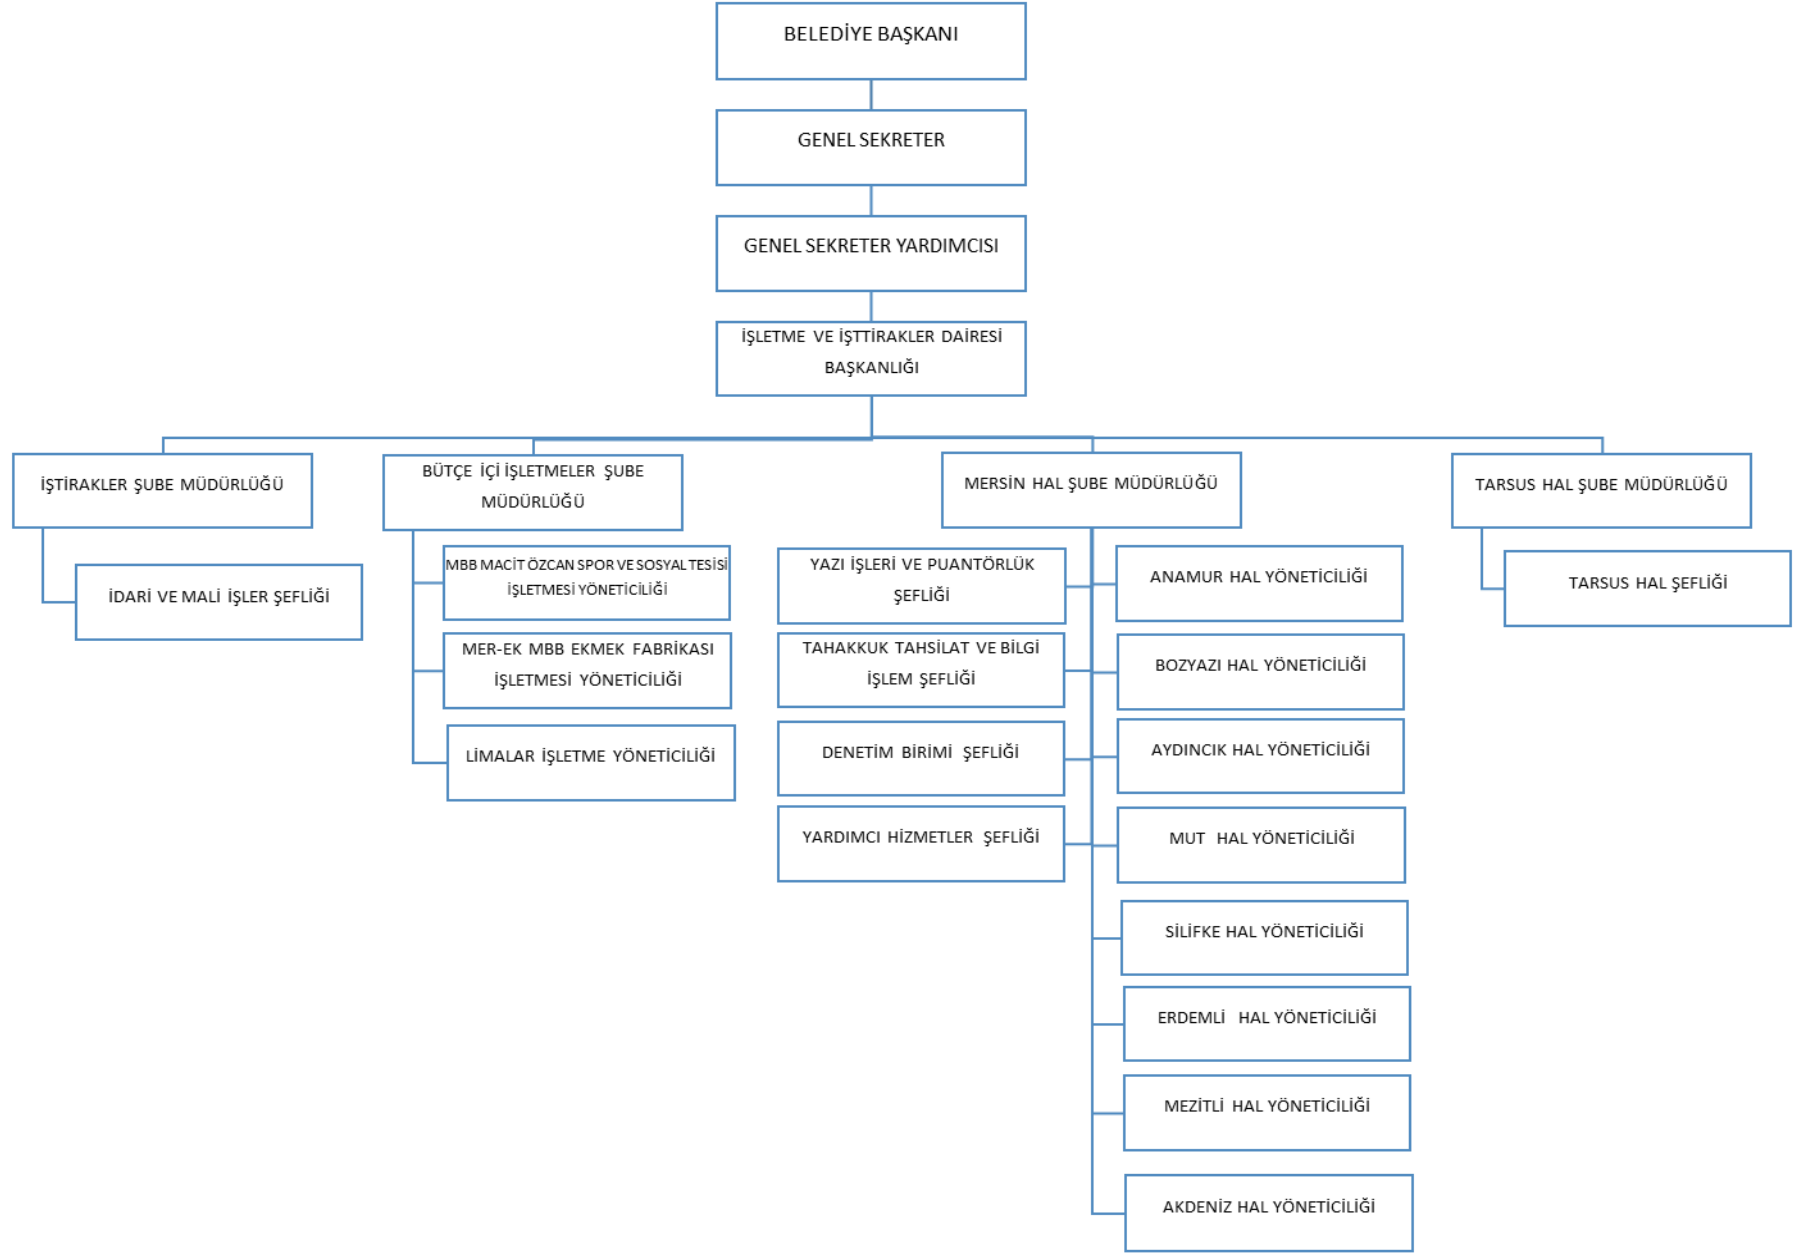 BELEDİYE BAŞKANI
GENEL SEKRETER
GENEL SEKRETER YARDIMCISI
İŞLETME VE İŞTTİRAKLER DAİRESİ
BAŞKANLIĞI
İŞTİRAKLER ŞUBE MÜDÜRLÜĞÜ
İDARİ VE MALİ İŞLER ŞEFLİĞİ
BÜTÇE İÇİ İŞLETMELER ŞUBE
MÜDÜRLÜĞÜ
MBB MACİT ÖZCAN SPOR VE SOSYAL TESİSİ
İŞLETMESİ YÖNETİCİLİĞİ
MER-EK MBB EKMEK FABRİKASI
İŞLETMESİ YÖNETİCİLİĞİ
LİMALAR İŞLETME YÖNETİCİLİĞİ
MERSİN HAL ŞUBE MÜDÜRLÜĞÜ
YAZI İŞLERİ VE PUANTÖRLÜK
ŞEFLİĞİ
TAHAKKUK TAHSİLAT VE BİLGİ
İŞLEM ŞEFLİĞİ
DENETİM BİRİMİ ŞEFLİĞİ
YARDIMCI HİZMETLER ŞEFLİĞİ
ANAMUR HAL YÖNETİCİLİĞİ
BOZYAZI HAL YÖNETİCİLİĞİ
AYDINCIK HAL YÖNETİCİLİĞİ
MUT HAL YÖNETİCİLİĞİ
SİLİFKE HAL YÖNETİCİLİĞİ
ERDEMLİ HAL YÖNETİCİLİĞİ
MEZİTLİ HAL YÖNETİCİLİĞİ
AKDENİZ HAL YÖNETİCİLİĞİ
TARSUS HAL ŞUBE MÜDÜRLÜĞÜ
TARSUS HAL ŞEFLİĞİ